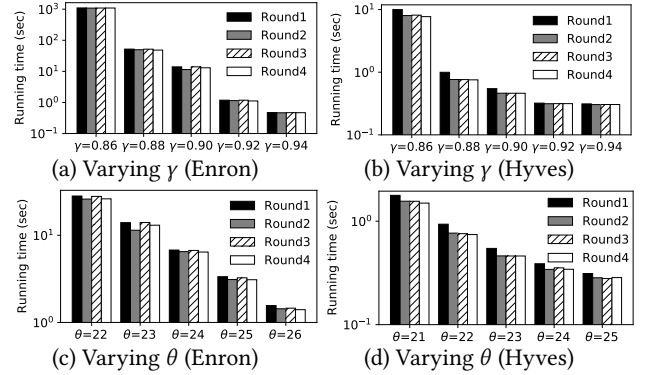 Running time (sec)
10³
10²
10¹
10⁰
10⁻¹
Round1
Round2
Round3
Round4
γ=0.86 γ=0.88 γ=0.90 γ=0.92 γ=0.94
(a) Varying γ (Enron)
Running time (sec)
10¹
10⁰
10⁻¹
Round1
Round2
Round3
Round4
γ=0.86 γ=0.88 γ=0.90 γ=0.92 γ=0.94
(b) Varying γ (Hyves)
Running time (sec)
10¹
10⁰
Round1
Round2
Round3
Round4
θ=22 θ=23 θ=24 θ=25 θ=26
(c) Varying θ (Enron)
Running time (sec)
10⁰
10⁻¹
Round1
Round2
Round3
Round4
θ=21 θ=22 θ=23 θ=24 θ=25
(d) Varying θ (Hyves)